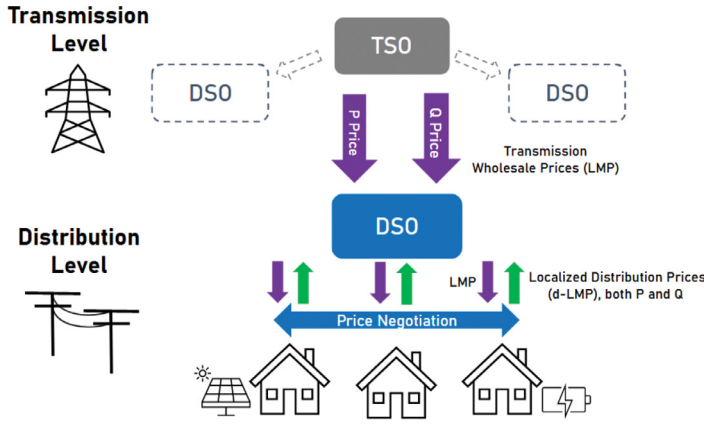 Transmission
Level
TSO
DSO
DSO
P Price
Q Price
Transmission
Wholesale Prices (LMP)
DSO
Distribution
Level
LMP
Localized Distribution Prices
(d-LMP), both P and Q
Price Negotiation